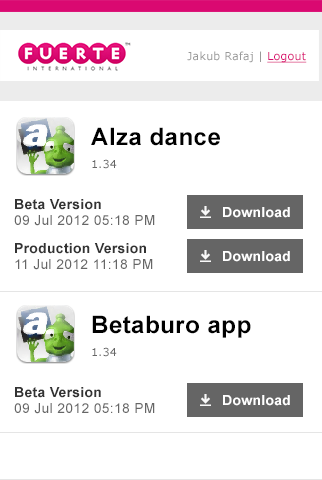 FUERTE™
INTERNATIONAL
Jakub Rafaj | Logout
a
Alza dance
1.34
Beta Version
09 Jul 2012 05:18 PM
Download
Production Version
11 Jul 2012 11:18 PM
Download
a
Betaburo app
1.34
Beta Version
09 Jul 2012 05:18 PM
Download